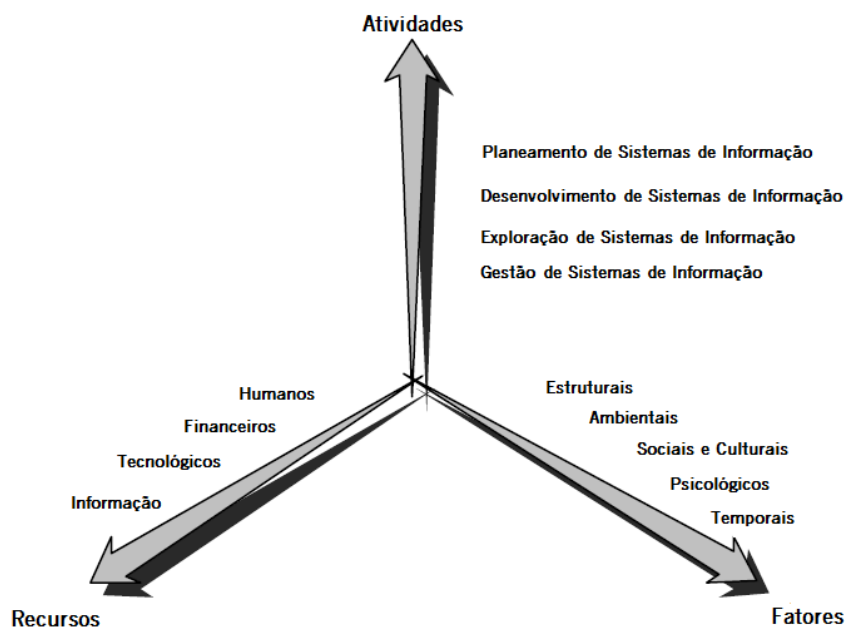 Atividades
Planeamento de Sistemas de Informação
Desenvolvimento de Sistemas de Informação
Exploração de Sistemas de Informação
Gestão de Sistemas de Informação
Humanos
Financeiros
Tecnológicos
Informação
Recursos
Estruturais
Ambientais
Sociais e Culturais
Psicológicos
Temporais
Fatores